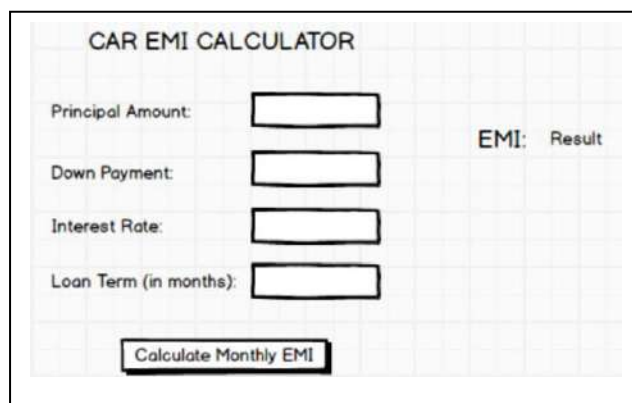 CAR EMI CALCULATOR
Principal Amount:
EMI: Result
Down Payment:
Interest Rate:
Loan Term (in months):
Calculate Monthly EMI